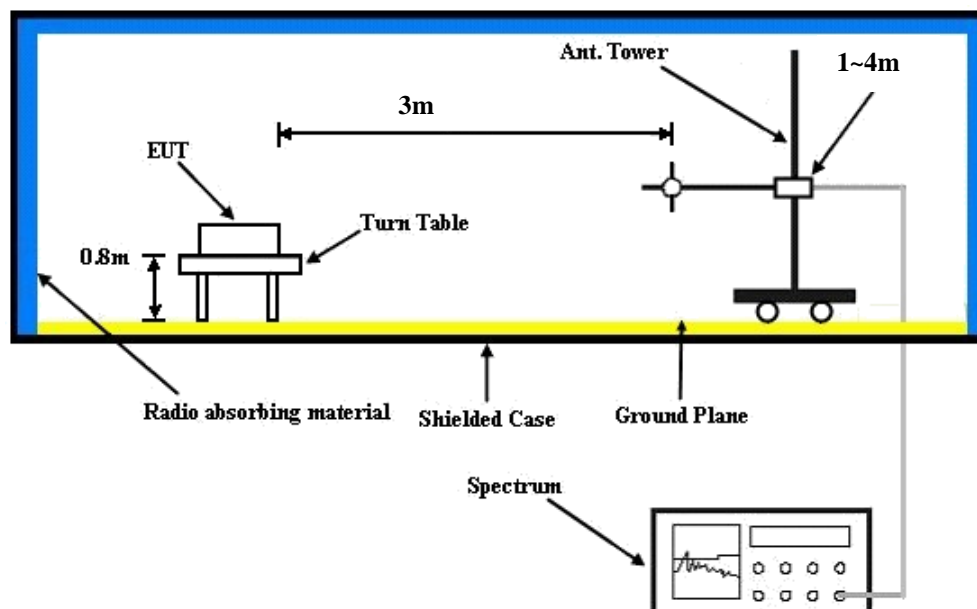 Ant. Tower
1~4m
3m
EUT
Turn Table
0.8m
Radio absorbing material
Shielded Case
Ground Plane
Spectrum